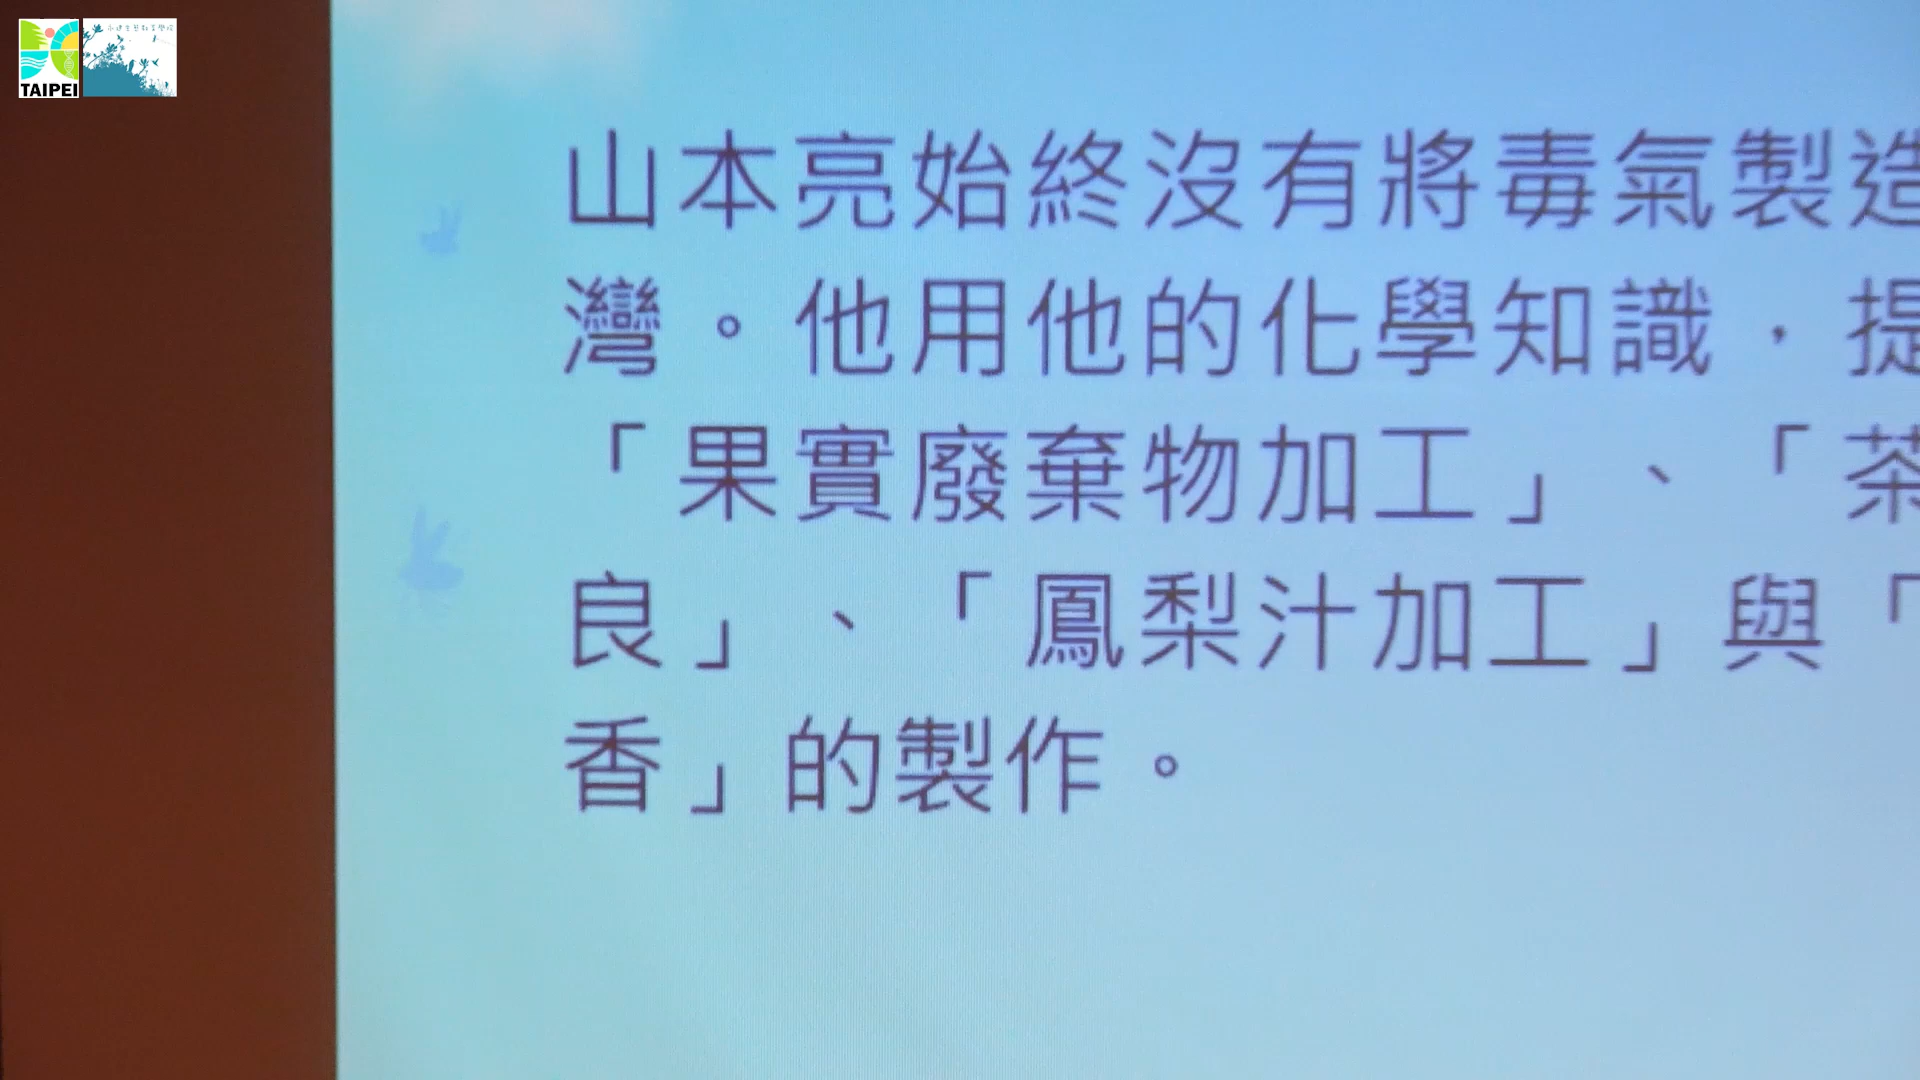 TAIPEI
山本亮始終沒有將毒氣製造
灣。他用他的化學知識，提
「果實廢棄物加工」、「茶
良」、「鳳梨汁加工」與「
香」的製作。